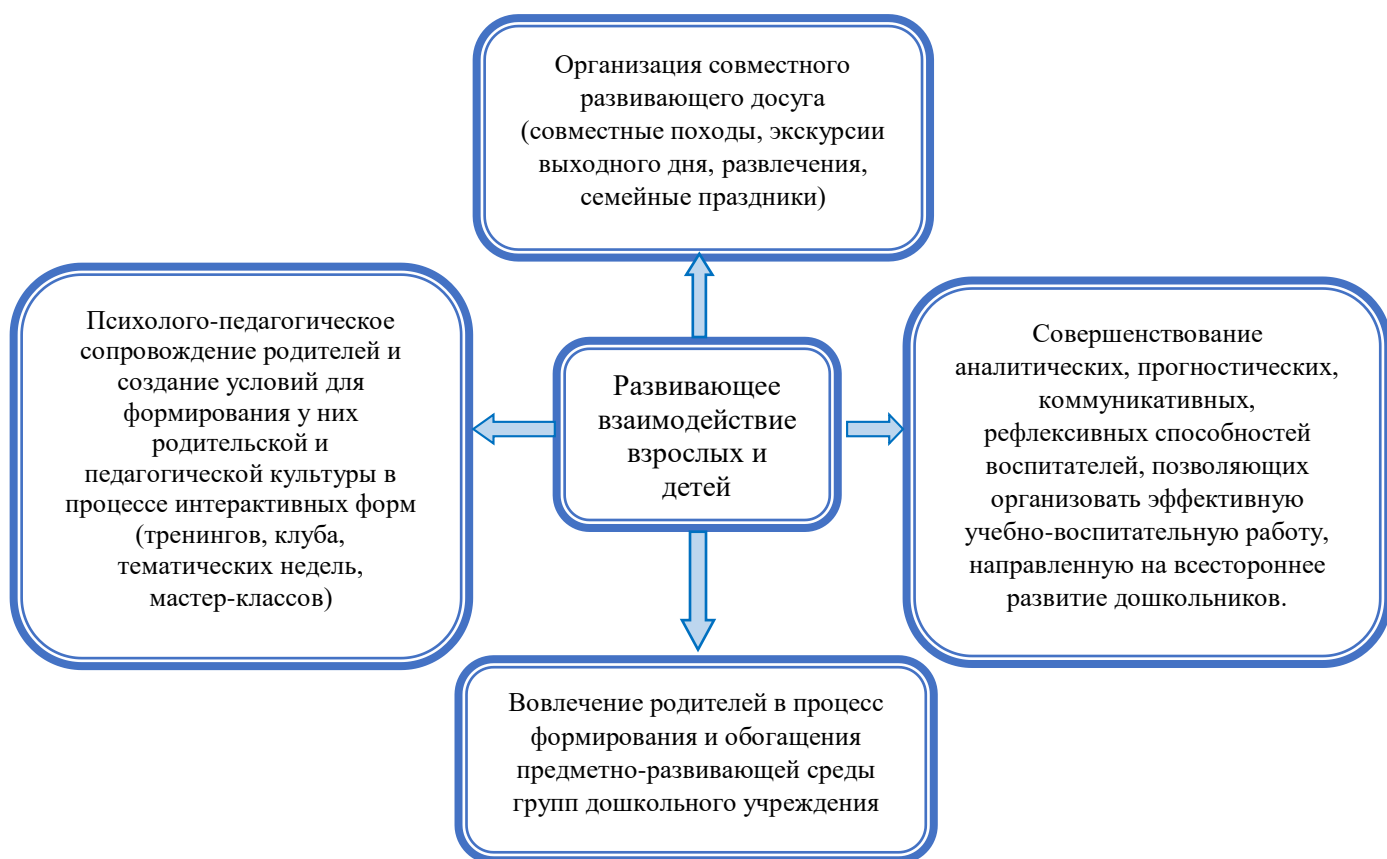 Организация совместного
развивающего досуга
(совместные походы, экскурсии
выходного дня, развлечения,
семейные праздники)
Психолого-педагогическое
сопровождение родителей и
создание условий для
формирования у них
родительской и
педагогической культуры в
процессе интерактивных форм
(тренингов, клуба,
тематических недель,
мастер-классов)
Развивающее
взаимодействие
взрослых и
детей
Совершенствование
аналитических, прогностических,
коммуникативных,
рефлексивных способностей
воспитателей, позволяющих
организовать эффективную
учебно-воспитательную работу,
направленную на всестороннее
развитие дошкольников.
Вовлечение родителей в процесс
формирования и обогащения
предметно-развивающей среды
групп дошкольного учреждения